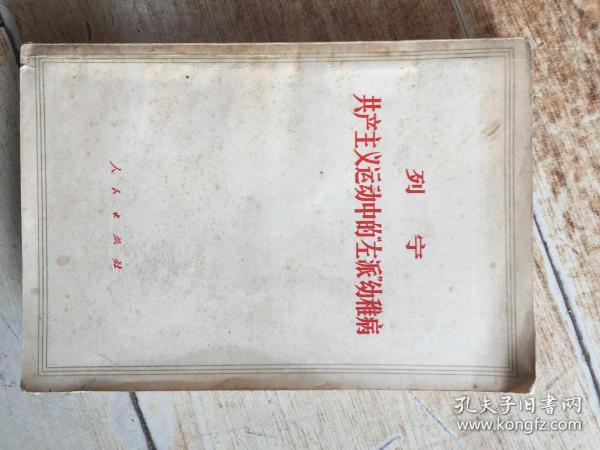 列宁
共产主义运动中的“左派”幼稚病
人民出版社
孔夫子旧书网
www.kongfz.com